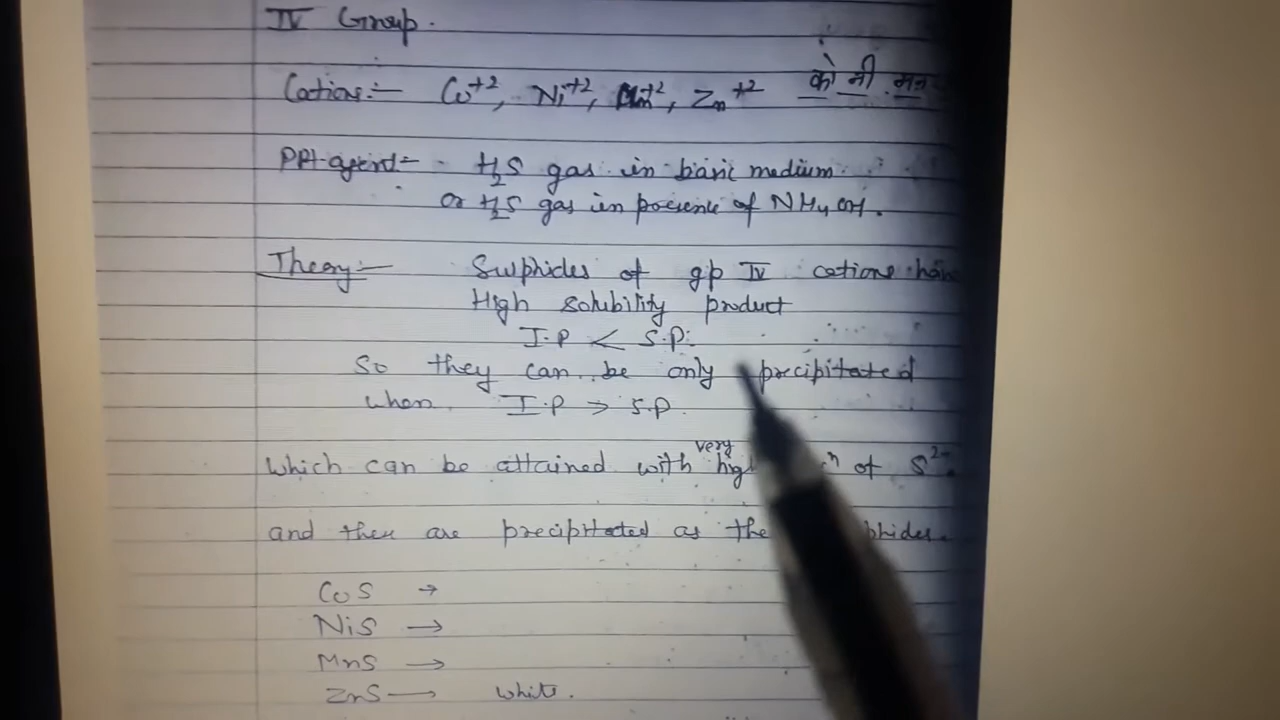 IV Group.
Cations:- Co+2, Ni+2, Mn+2, Zn+2 को नी मन
PPt agent= H2S gas in basic medium.
or H2S gas in presence of NH4OH.
Theory:- Sulphides of gp IV cations have
High solubility product
I.P < S.P.
So they can be only precipitated
when I.P > S.P.
very
which can be attained with high of S2-.
and then are precipitated as the
CoS →
NiS →
MnS →
ZnS → white.